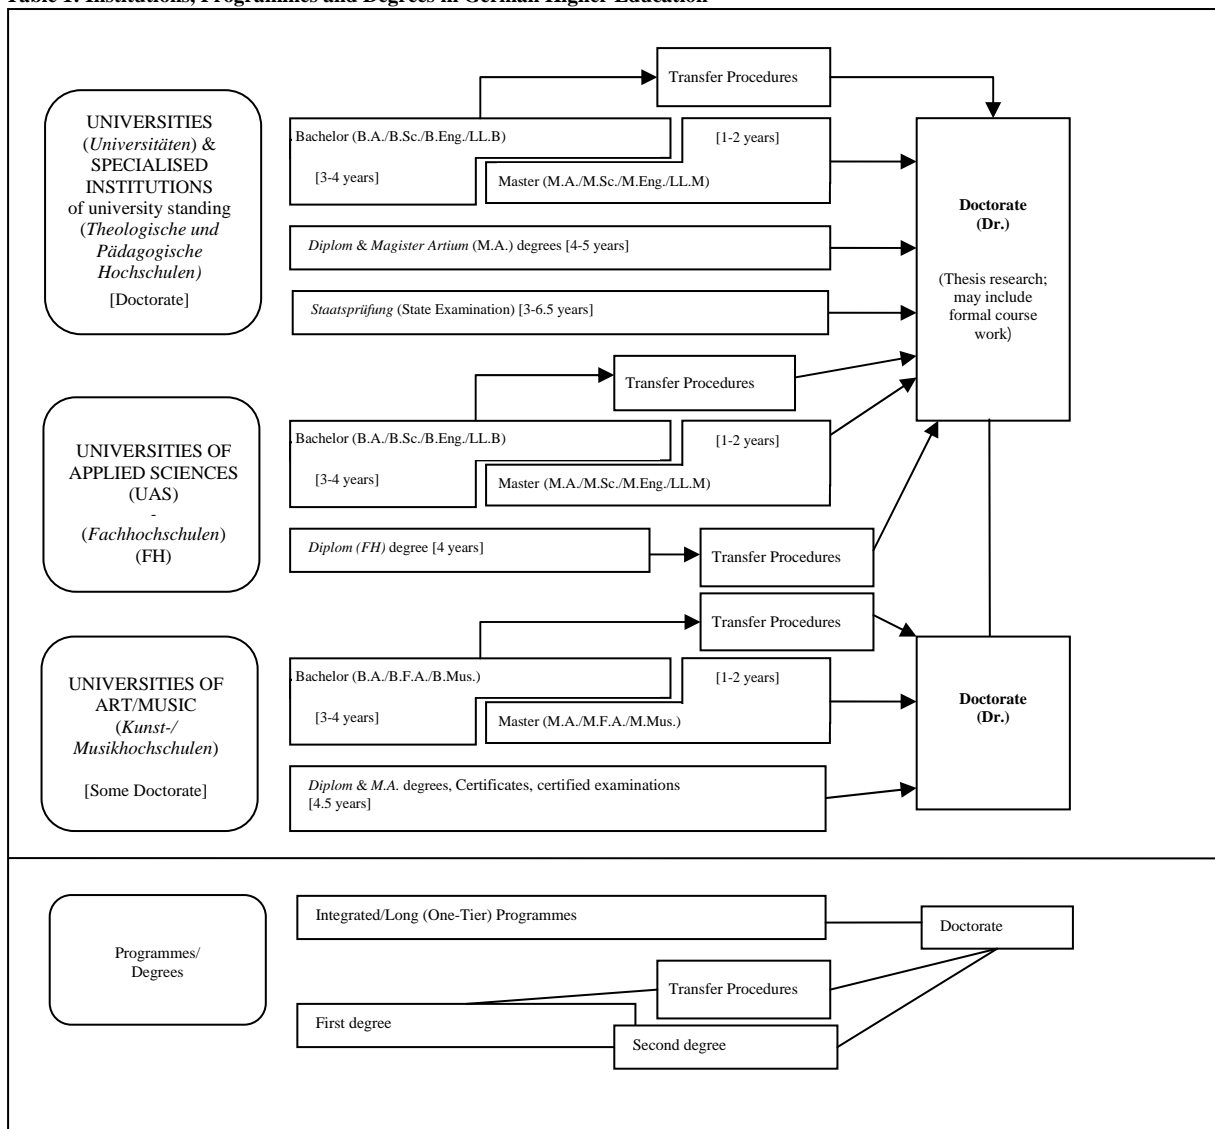 Table 1: Institutions, Programmes and Degrees in German Higher Education
Transfer Procedures
UNIVERSITIES
(Universitäten) &
SPECIALISED
INSTITUTIONS
of university standing
(Theologische und
Pädagogische
Hochschulen)
[Doctorate]
Bachelor (B.A./B.Sc./B.Eng./LL.B)
[3-4 years]
[1-2 years]
Master (M.A./M.Sc./M.Eng./LL.M)
Diplom & Magister Artium (M.A.) degrees [4-5 years]
Staatsprüfung (State Examination) [3-6.5 years]
Doctorate
(Dr.)
(Thesis research;
may include
formal course
work)
Transfer Procedures
UNIVERSITIES OF
APPLIED SCIENCES
(UAS)
-
(Fachhochschulen)
(FH)
Bachelor (B.A./B.Sc./B.Eng./LL.B)
[3-4 years]
[1-2 years]
Master (M.A./M.Sc./M.Eng./LL.M)
Diplom (FH) degree [4 years]
Transfer Procedures
Transfer Procedures
UNIVERSITIES OF
ART/MUSIC
(Kunst-/
Musikhochschulen)
[Some Doctorate]
Bachelor (B.A./B.F.A./B.Mus.)
[3-4 years]
[1-2 years]
Master (M.A./M.F.A./M.Mus.)
Diplom & M.A. degrees, Certificates, certified examinations
[4.5 years]
Doctorate
(Dr.)
Programmes/
Degrees
Integrated/Long (One-Tier) Programmes
Doctorate
Transfer Procedures
First degree
Second degree